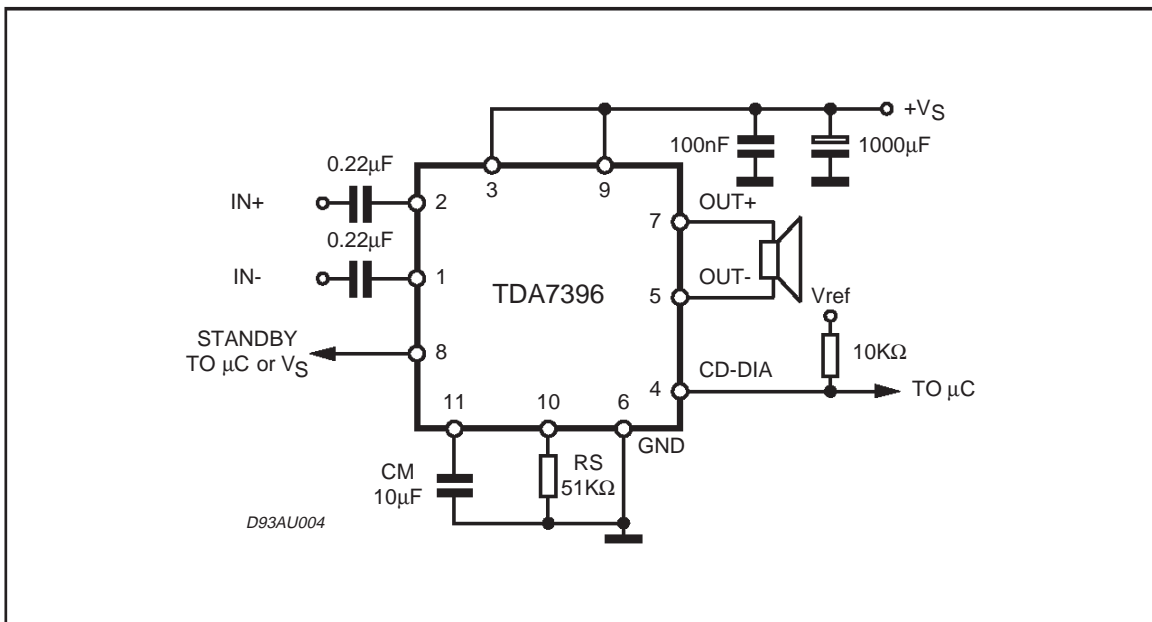 +VS
100nF
1000µF
0.22µF
3
9
IN+
2
7
OUT+
0.22µF
IN-
1
TDA7396
5
OUT-
Vref
STANDBY
TO µC or VS
8
10KΩ
4
CD-DIA
TO µC
11
10
6
GND
CM
10µF
RS
51KΩ
D93AU004